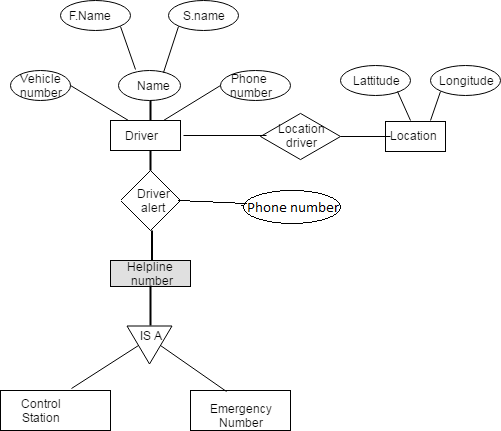 F.Name
S.name
Vehicle
number
Name
Phone
number
Lattitude
Longitude
Driver
Location
driver
Location
Driver
alert
Phone number
Helpline
number
IS A
Control
Station
Emergency
Number